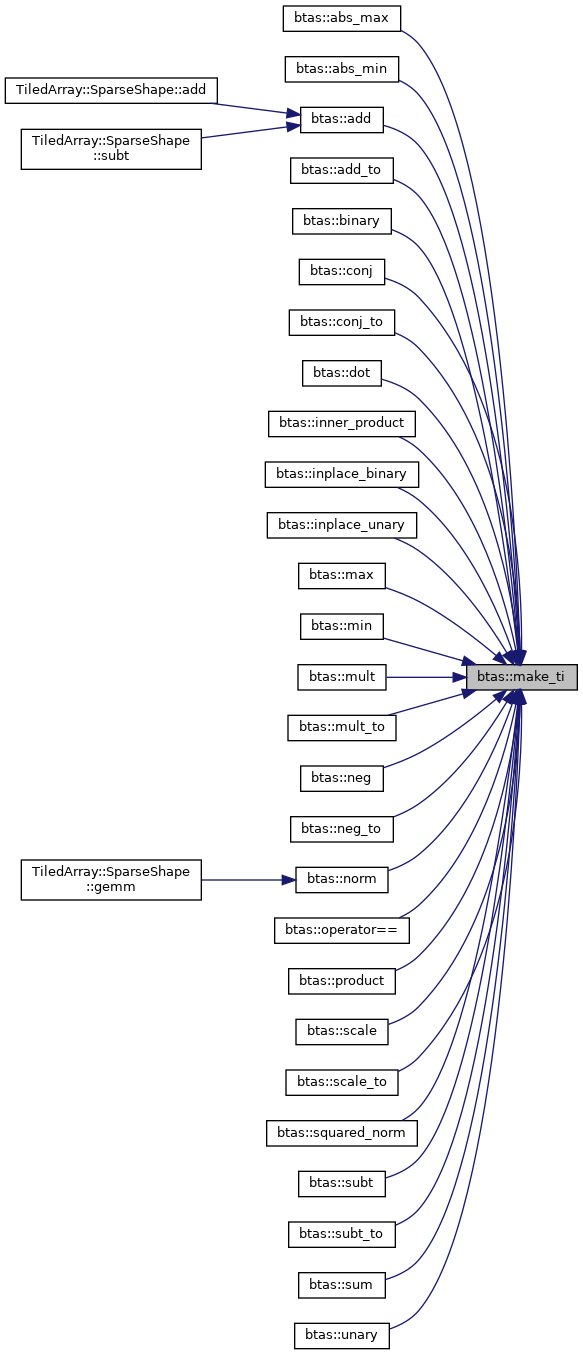 btas::abs_max
btas::abs_min
TiledArray::SparseShape::add
btas::add
TiledArray::SparseShape
::subt
btas::add_to
btas::binary
btas::conj
btas::conj_to
btas::dot
btas::inner_product
btas::inplace_binary
btas::inplace_unary
btas::max
btas::min
btas::mult
btas::make_ti
btas::mult_to
btas::neg
btas::neg_to
TiledArray::SparseShape
::gemm
btas::norm
btas::operator==
btas::product
btas::scale
btas::scale_to
btas::squared_norm
btas::subt
btas::subt_to
btas::sum
btas::unary